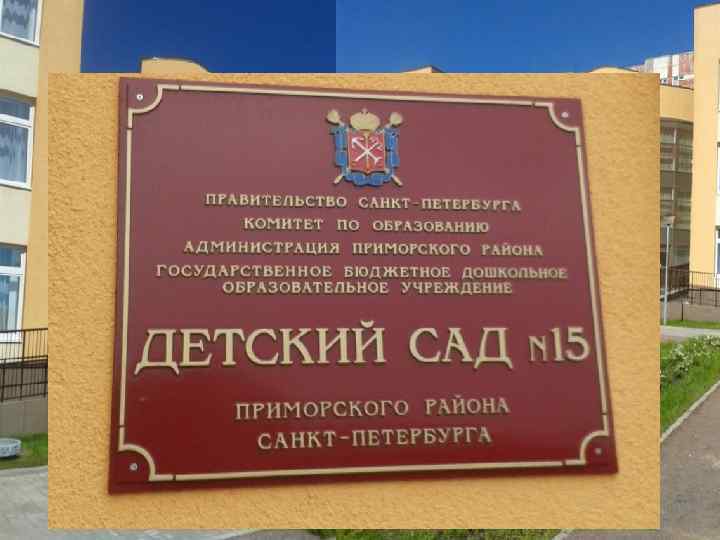 ПРАВИТЕЛЬСТВО САНКТ-ПЕТЕРБУРГА
КОМИТЕТ ПО ОБРАЗОВАНИЮ
АДМИНИСТРАЦИЯ ПРИМОРСКОГО РАЙОНА
ГОСУДАРСТВЕННОЕ БЮДЖЕТНОЕ ДОШКОЛЬНОЕ
ОБРАЗОВАТЕЛЬНОЕ УЧРЕЖДЕНИЕ
ДЕТСКИЙ САД N15
ПРИМОРСКОГО РАЙОНА
САНКТ-ПЕТЕРБУРГА